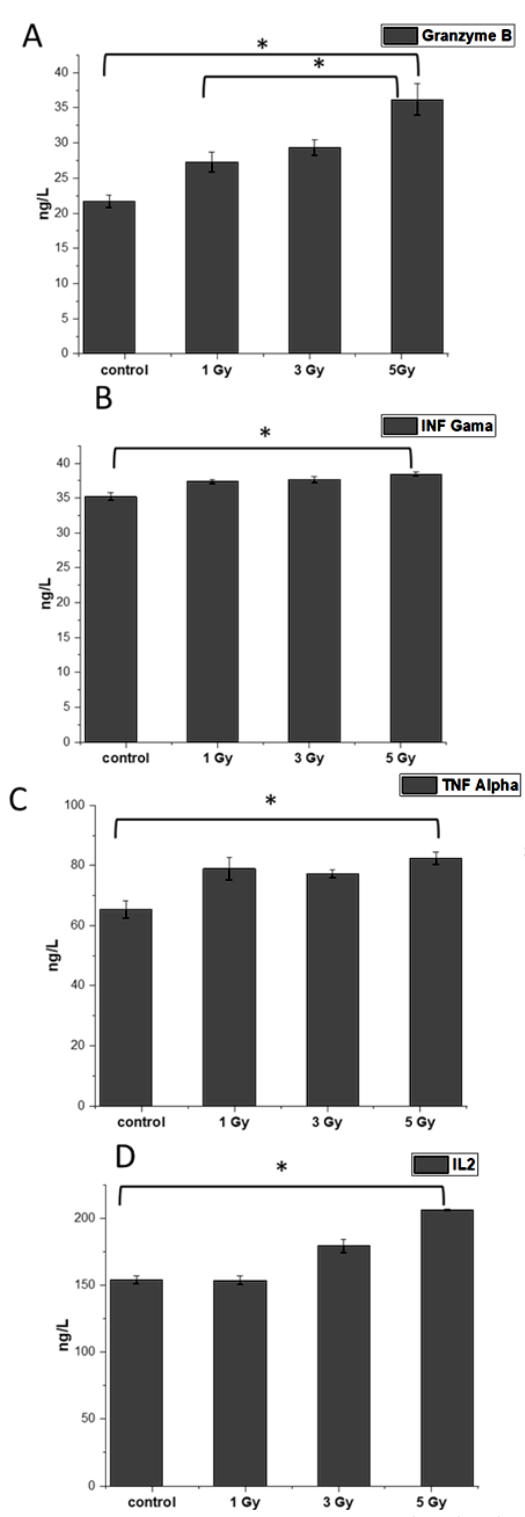 A
Granzyme B
*
*
40
35
30
25
20
15
10
5
0
ng/L
control 1 Gy 3 Gy 5Gy
B
INF Gama
*
40
35
30
25
20
15
10
5
0
ng/L
control 1 Gy 3 Gy 5 Gy
C
TNF Alpha
*
100
80
60
40
20
0
ng/L
control 1 Gy 3 Gy 5 Gy
D
IL2
*
200
150
100
50
0
ng/L
control 1 Gy 3 Gy 5 Gy